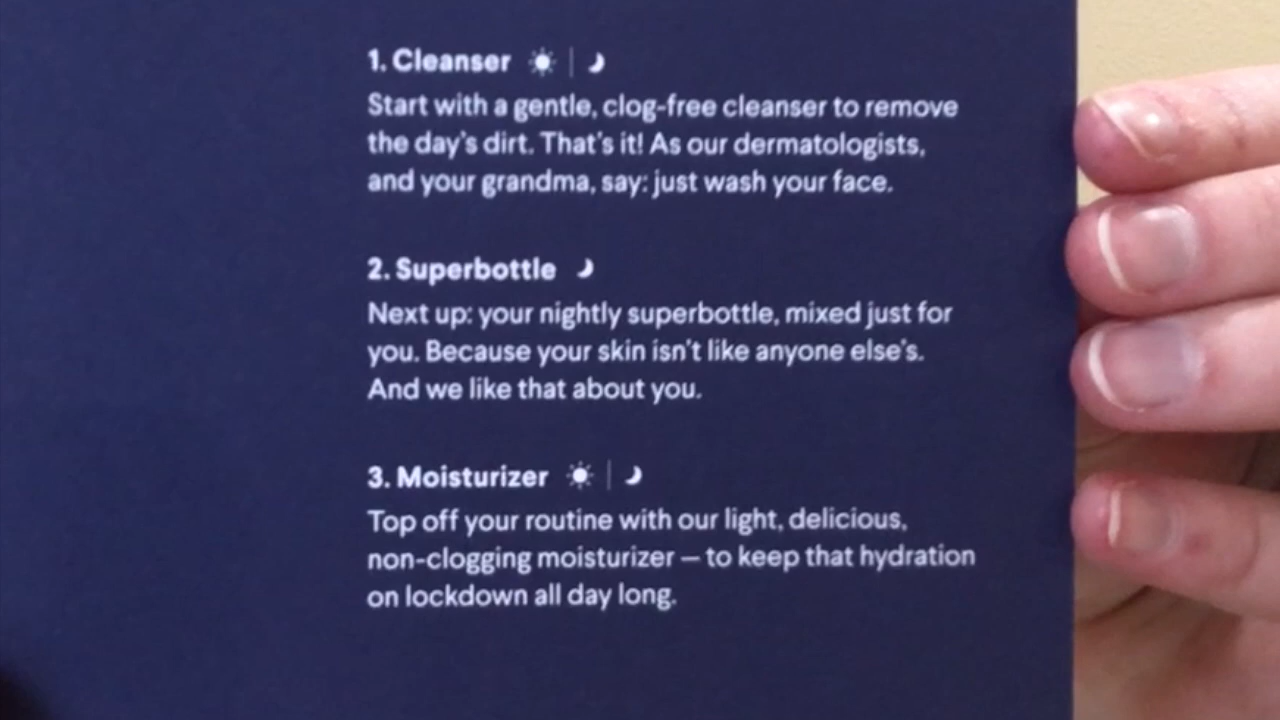 1. Cleanser
Start with a gentle, clog-free cleanser to remove
the day's dirt. That's it! As our dermatologists,
and your grandma, say: just wash your face.
2. Superbottle
Next up: your nightly superbottle, mixed just for
you. Because your skin isn't like anyone else's.
And we like that about you.
3. Moisturizer
Top off your routine with our light, delicious,
non-clogging moisturizer – to keep that hydration
on lockdown all day long.